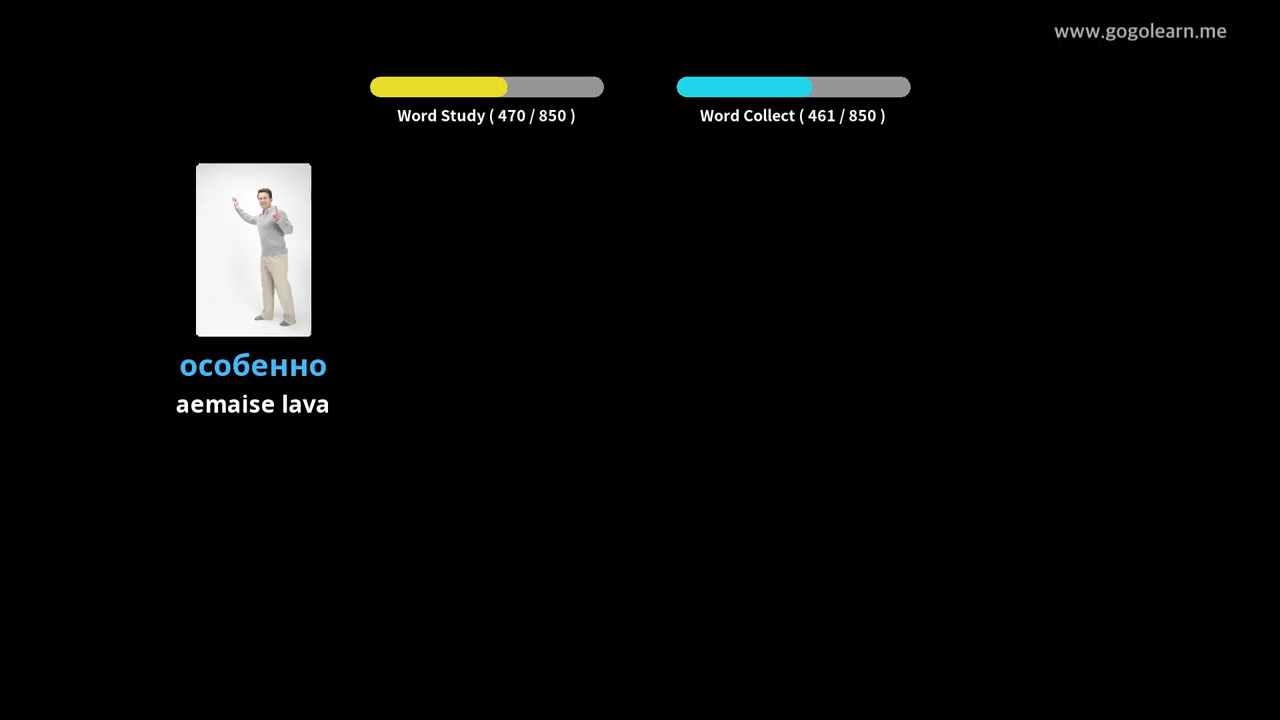 www.gogolearn.me
Word Study ( 470 / 850 )
Word Collect ( 461 / 850 )
особенно
aemaise lava